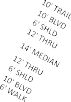 10' TRAIL
10' BLVD
6' SHLD
12' THRU
14' MEDIAN
12' THRU
6' SHLD
10' BLVD
6' WALK